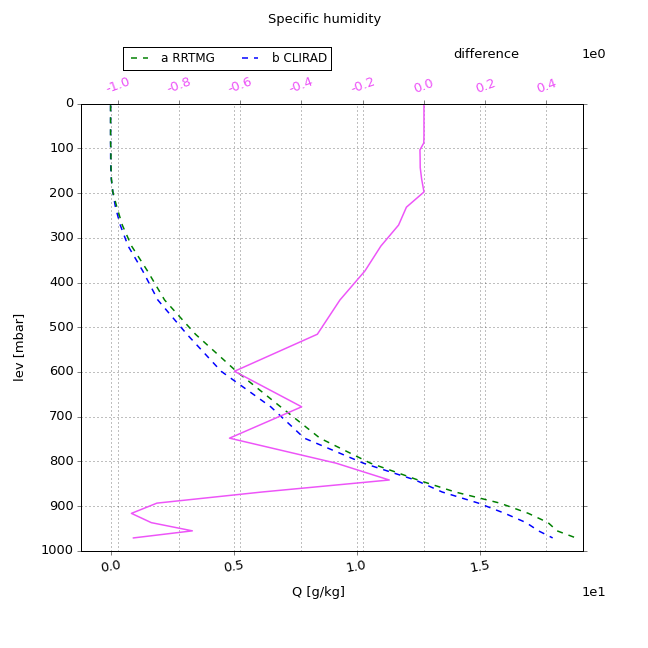 Specific humidity
a RRTMG b CLIRAD difference 1e0
-1.0 -0.8 -0.6 -0.4 -0.2 0.0 0.2 0.4
0
100
200
300
400
500
600
700
800
900
1000
lev [mbar]
0.0 0.5 1.0 1.5
Q [g/kg] 1e1